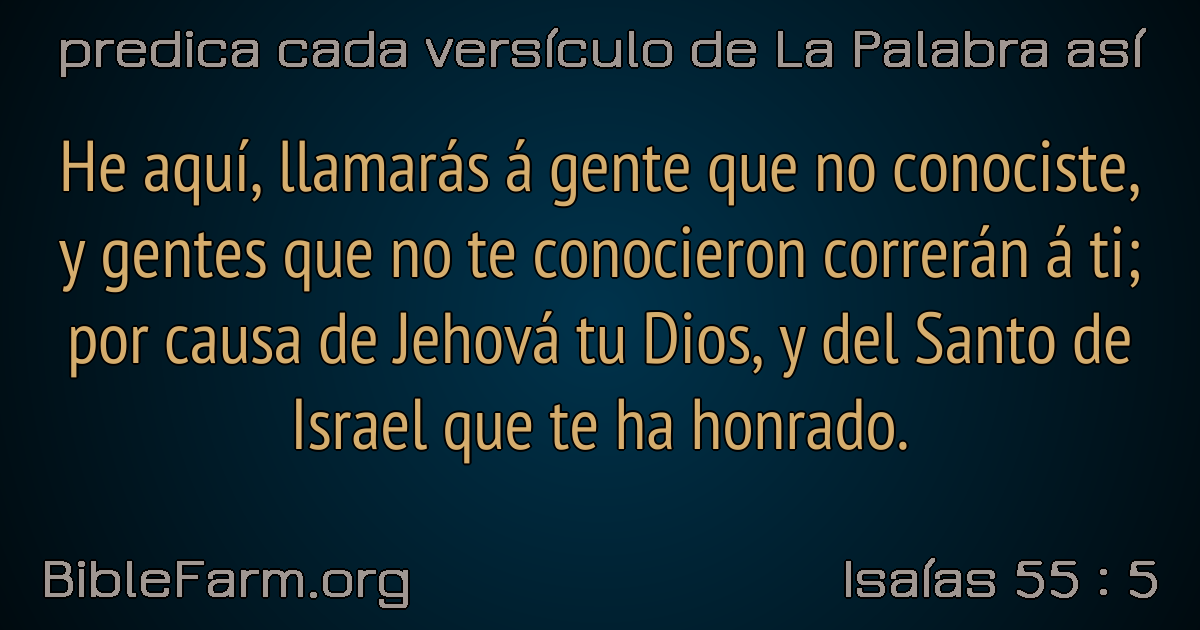 predica cada versículo de La Palabra así
He aquí, llamarás á gente que no conociste,
y gentes que no te conocieron correrán á ti;
por causa de Jehová tu Dios, y del Santo de
Israel que te ha honrado.
BibleFarm.org
Isaías 55 : 5